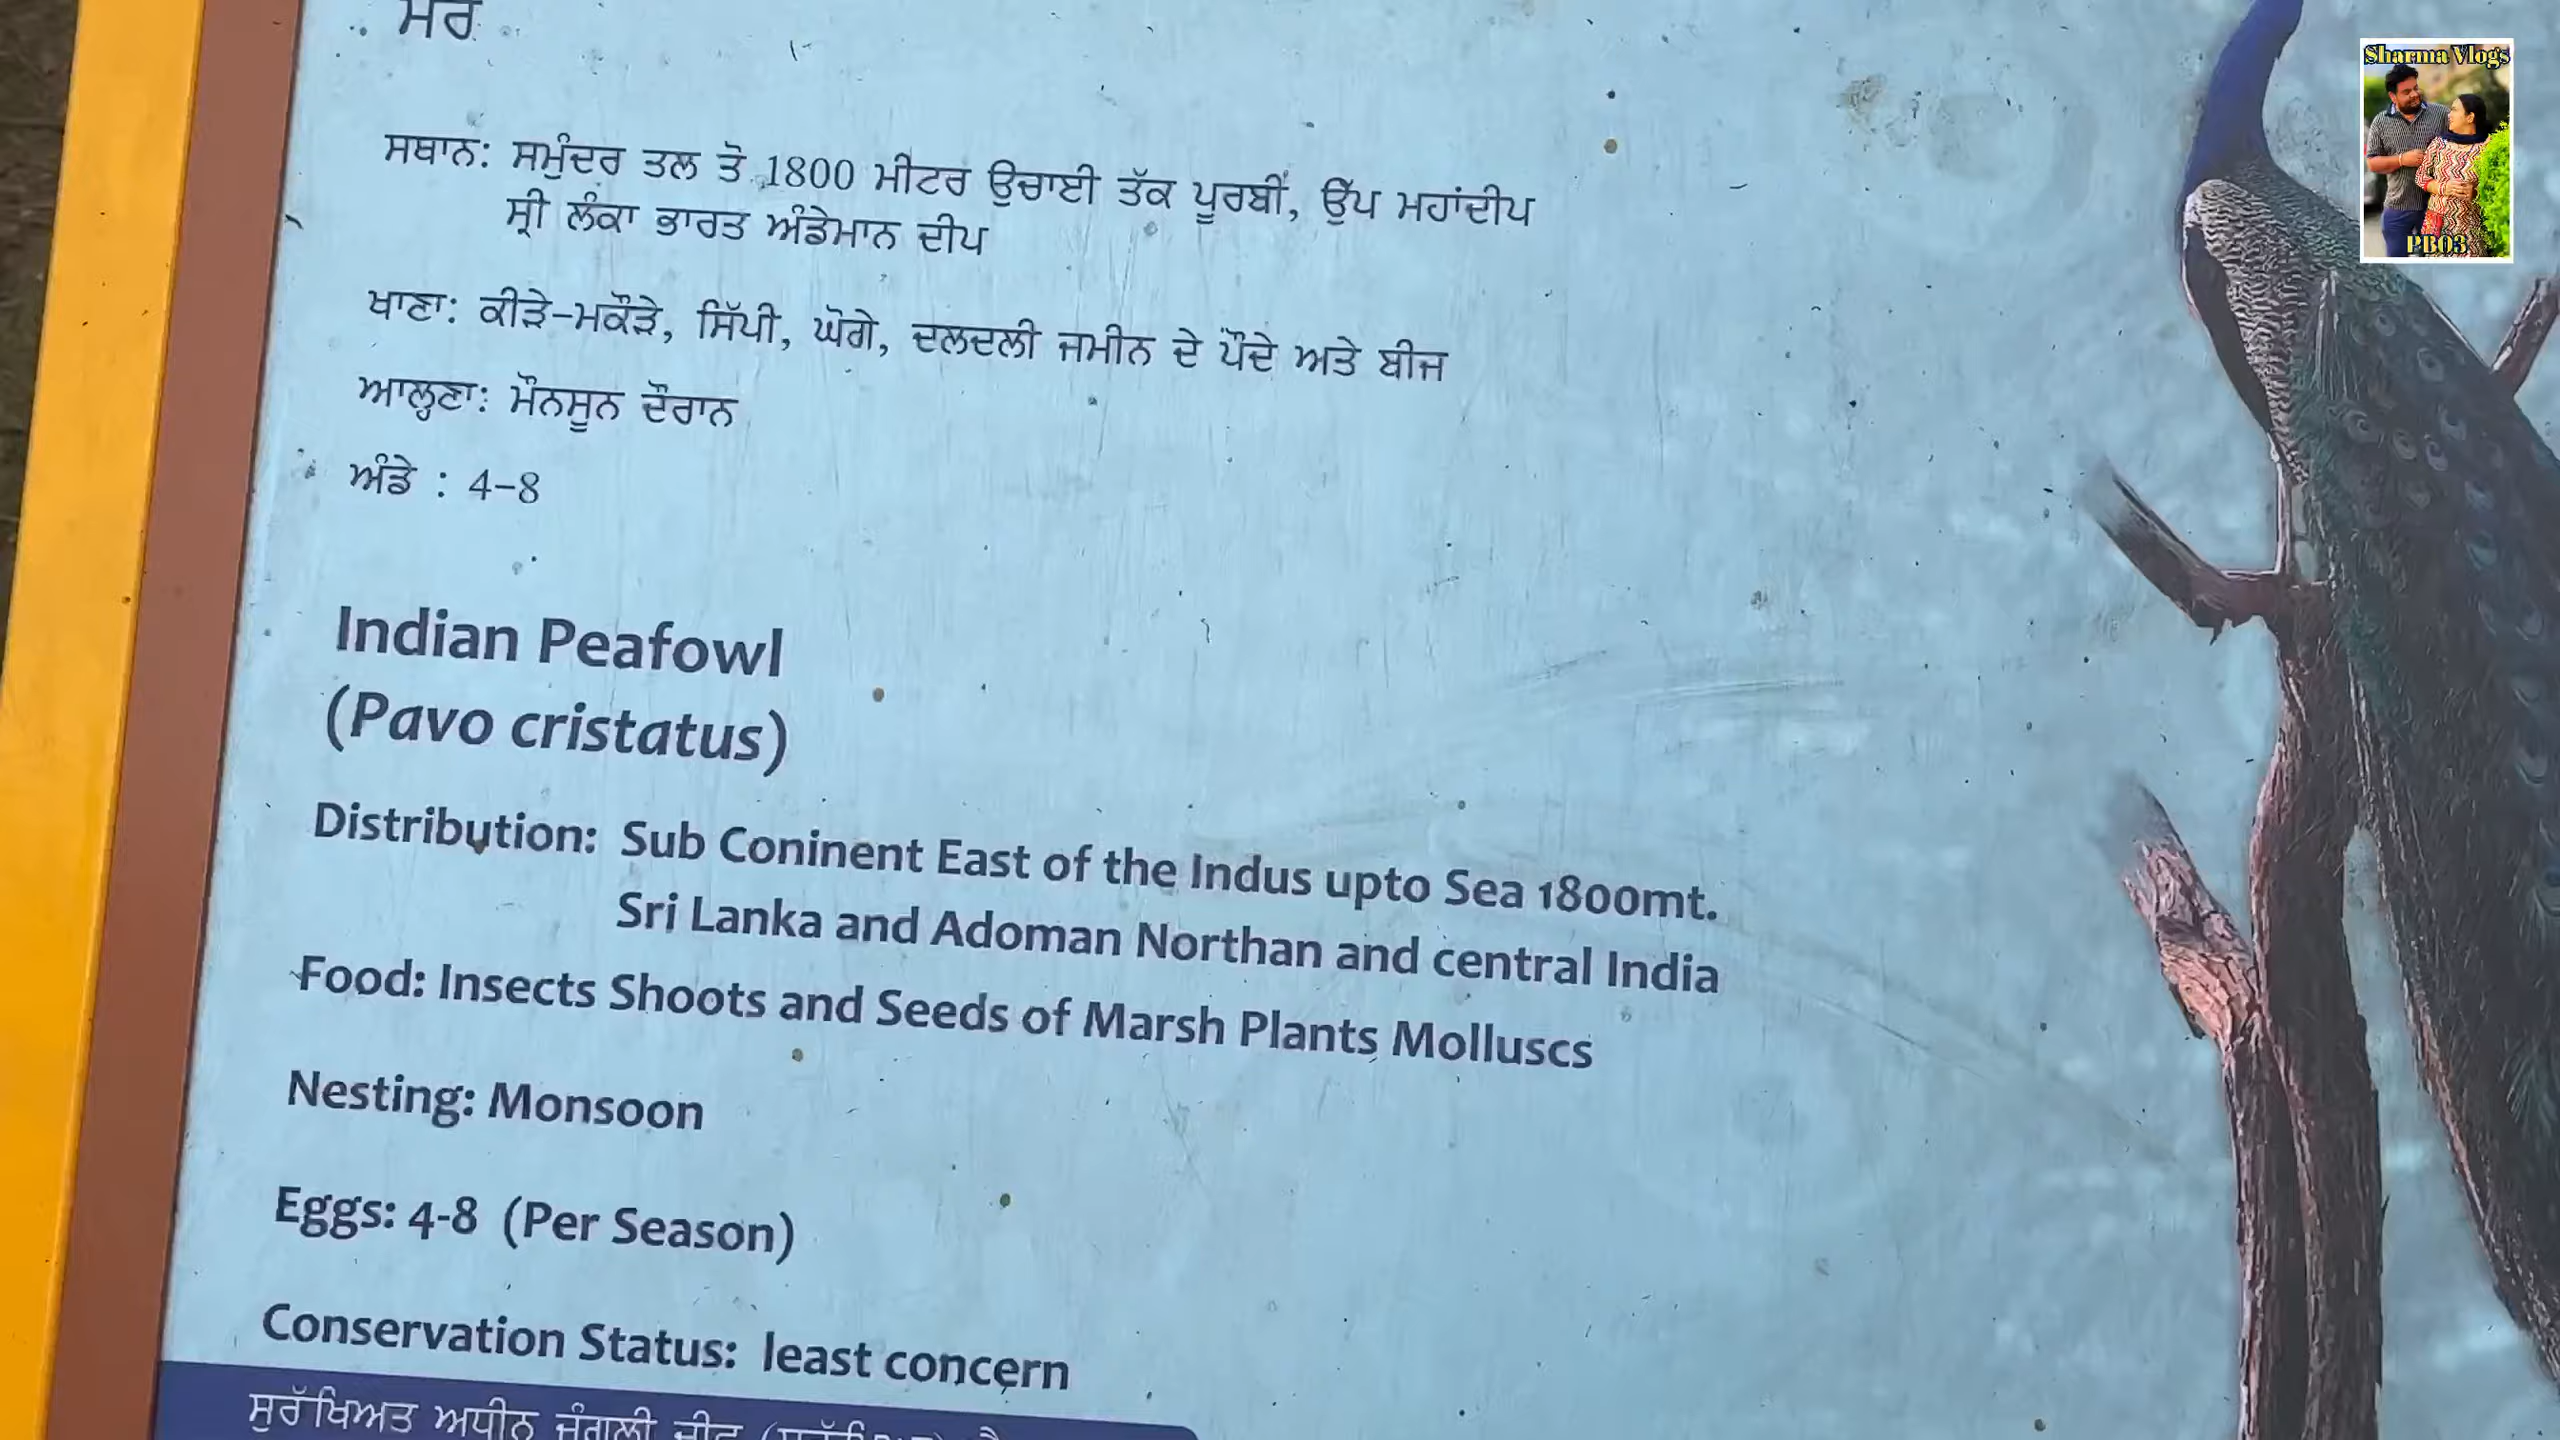 ਮੋਰ
ਸਥਾਨ: ਸਮੁੰਦਰ ਤਲ ਤੋ 1800 ਮੀਟਰ ਉਚਾਈ ਤੱਕ ਪੂਰਬੀਂ, ਉੱਪ ਮਹਾਂਦੀਪ
ਸ੍ਰੀ ਲੰਕਾ ਭਾਰਤ ਅੰਡੇਮਾਨ ਦੀਪ
ਖਾਣਾ: ਕੀੜੇ-ਮਕੌੜੇ, ਸਿੱਪੀ, ਘੋਗੇ, ਦਲਦਲੀ ਜਮੀਨ ਦੇ ਪੌਦੇ ਅਤੇ ਬੀਜ
ਆਲ੍ਹਣਾ: ਮੌਨਸੂਨ ਦੌਰਾਨ
ਅੰਡੇ : 4-8
Indian Peafowl
(Pavo cristatus)
Distribution: Sub Coninent East of the Indus upto Sea 1800mt.
Sri Lanka and Adoman Northan and central India
Food: Insects Shoots and Seeds of Marsh Plants Molluscs
Nesting: Monsoon
Eggs: 4-8 (Per Season)
Conservation Status: least concern
ਸੁਰੱਖਿਅਤ ਅਧੀਨ ਜੰਗਲੀ ਜੀਵ
Sharma Vlogs
PB03